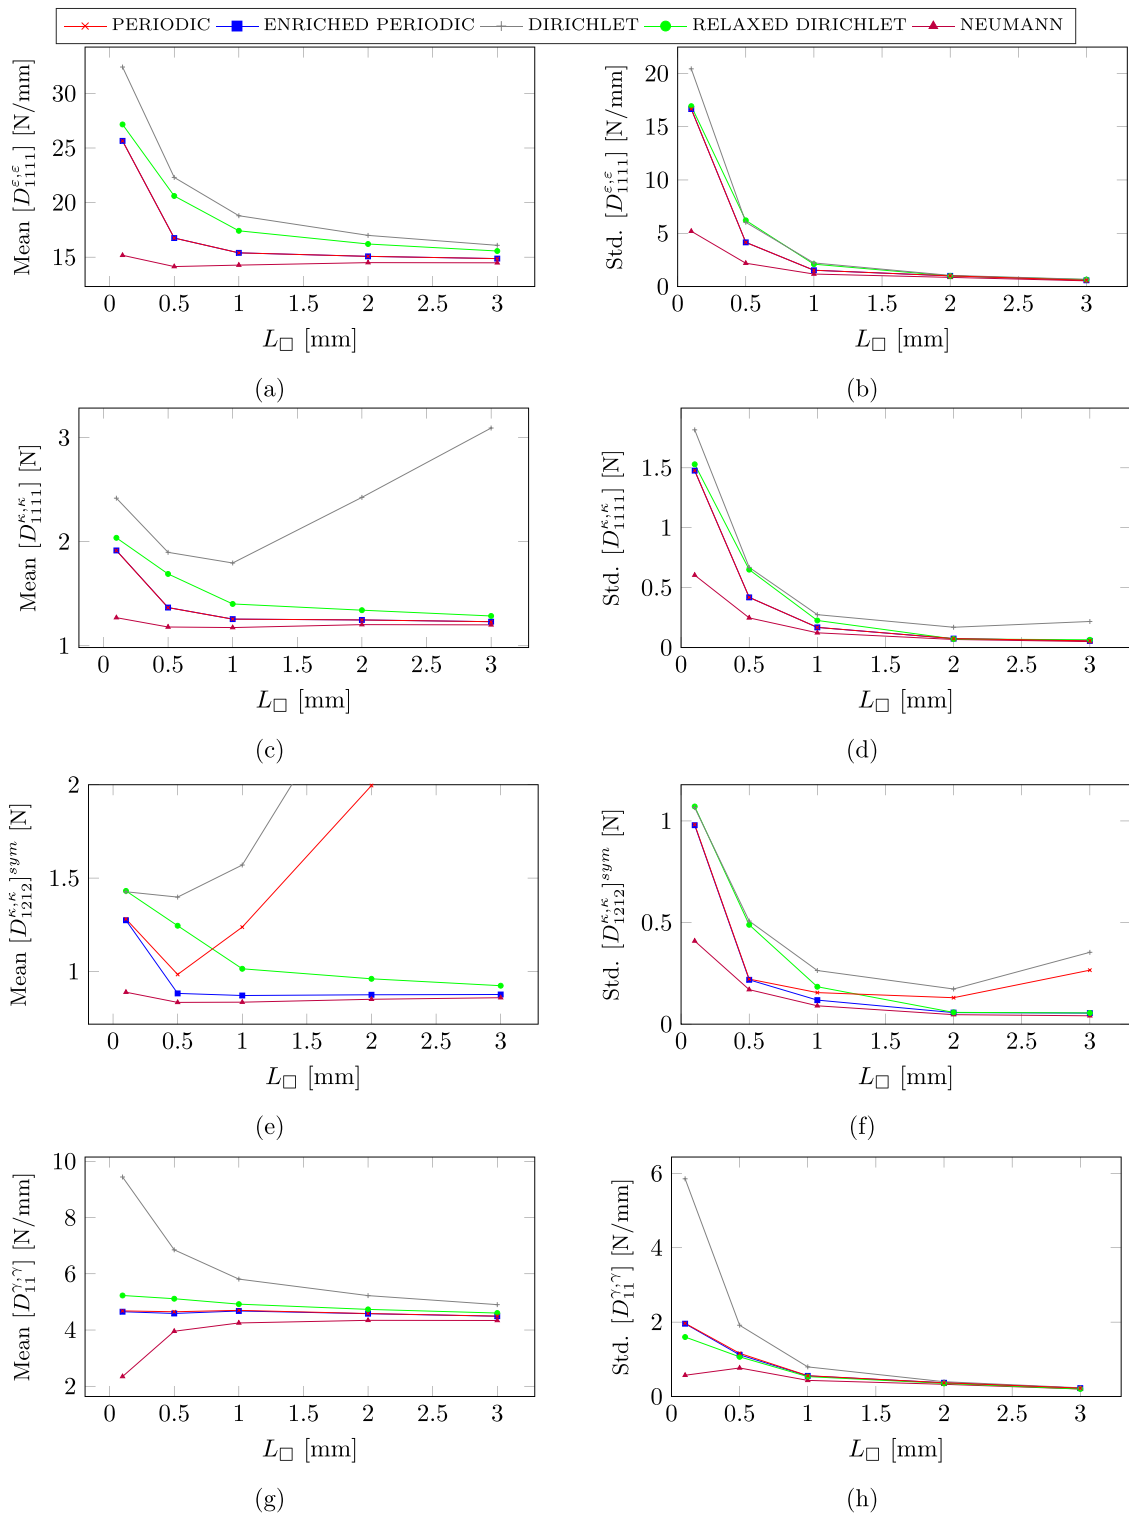 PERIODIC ENRICHED PERIODIC DIRICHLET RELAXED DIRICHLET NEUMANN
Mean [D^{ε,ε}_{1111}] [N/mm]
30
25
20
15
0 0.5 1 1.5 2 2.5 3
L□ [mm]
(a)
Std. [D^{ε,ε}_{1111}] [N/mm]
20
15
10
5
0
0 0.5 1 1.5 2 2.5 3
L□ [mm]
(b)
Mean [D^{κ,κ}_{1111}] [N]
3
2
1
0 0.5 1 1.5 2 2.5 3
L□ [mm]
(c)
Std. [D^{κ,κ}_{1111}] [N]
1.5
1
0.5
0
0 0.5 1 1.5 2 2.5 3
L□ [mm]
(d)
Mean [D^{κ,κ}_{1212}]^{sym} [N]
2
1.5
1
0 0.5 1 1.5 2 2.5 3
L□ [mm]
(e)
Std. [D^{κ,κ}_{1212}]^{sym} [N]
1
0.5
0
0 0.5 1 1.5 2 2.5 3
L□ [mm]
(f)
Mean [D^{γ,γ}_{11}] [N/mm]
10
8
6
4
2
0 0.5 1 1.5 2 2.5 3
L□ [mm]
(g)
Std. [D^{γ,γ}_{11}] [N/mm]
6
4
2
0
0 0.5 1 1.5 2 2.5 3
L□ [mm]
(h)